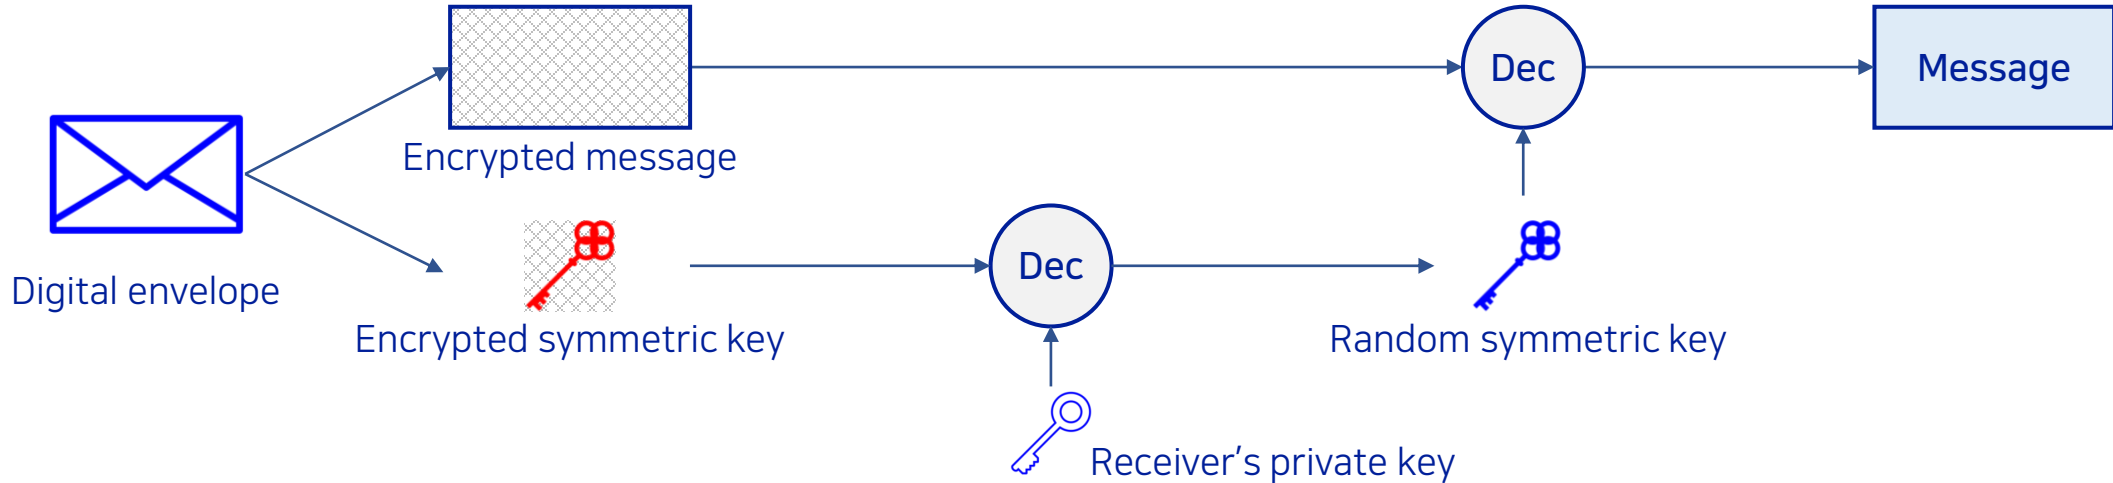 Dec
Message
Encrypted message
Digital envelope
Dec
Encrypted symmetric key
Random symmetric key
Receiver’s private key